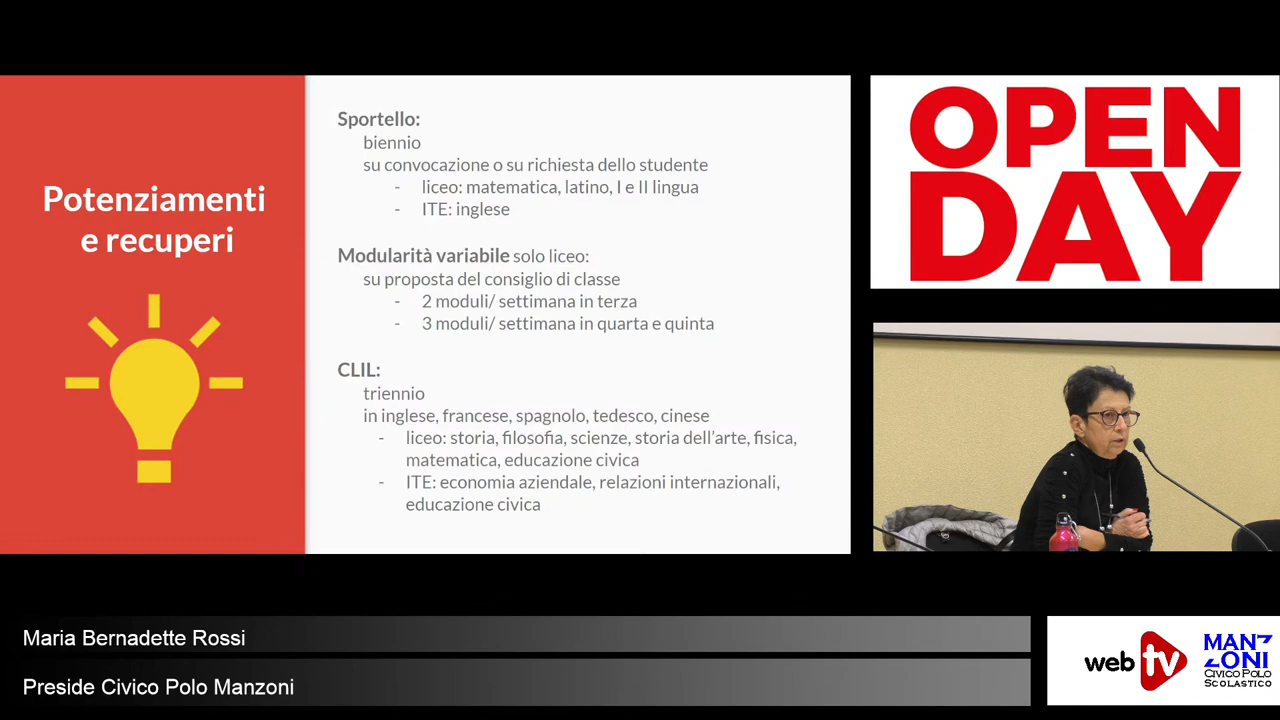 Potenziamenti
e recuperi
Sportello:
biennio
su convocazione o su richiesta dello studente
- liceo: matematica, latino, I e II lingua
- ITE: inglese
Modularità variabile solo liceo:
su proposta del consiglio di classe
- 2 moduli/ settimana in terza
- 3 moduli/ settimana in quarta e quinta
CLIL:
triennio
in inglese, francese, spagnolo, tedesco, cinese
- liceo: storia, filosofia, scienze, storia dell'arte, fisica,
matematica, educazione civica
- ITE: economia aziendale, relazioni internazionali,
educazione civica
OPEN
DAY
Maria Bernadette Rossi
Preside Civico Polo Manzoni
web tv
MANZ
ZONI
CIVICO POLO
SCOLASTICO